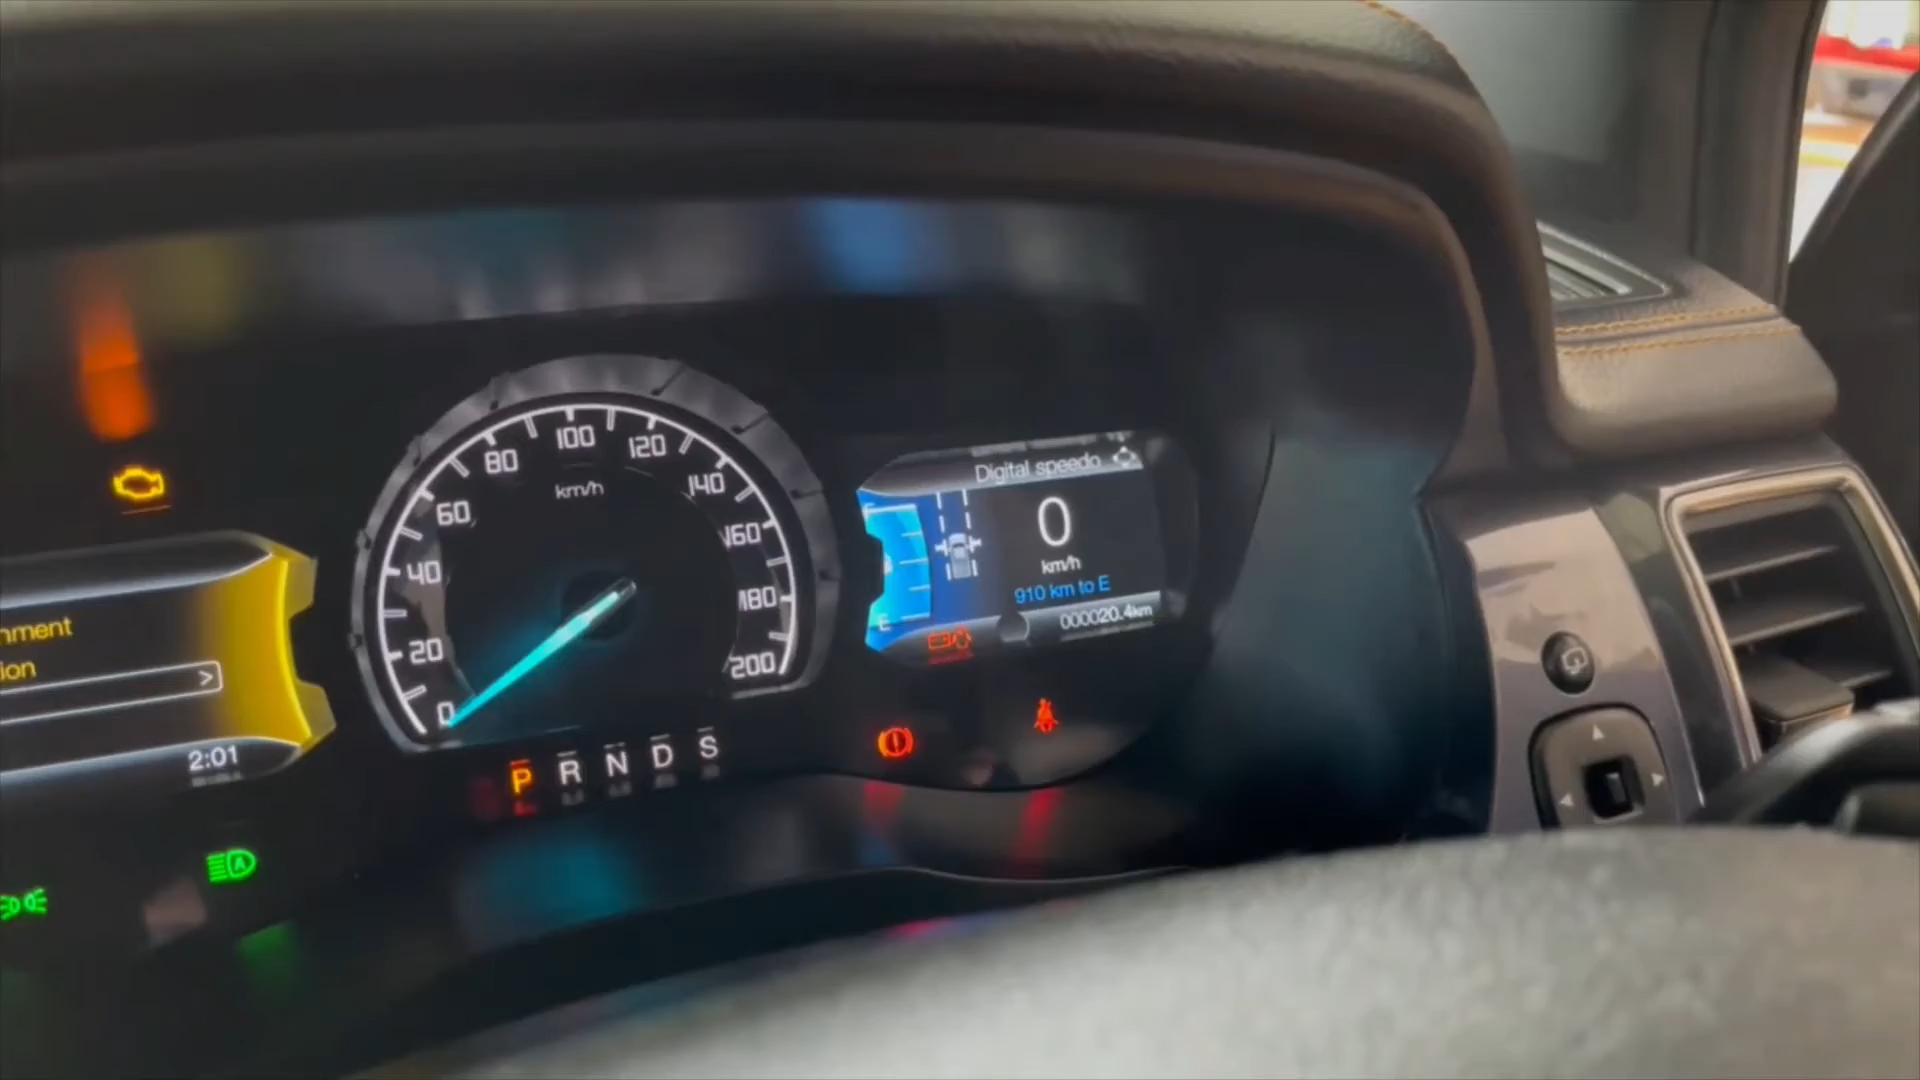 nment
ion
>
2:01
0
20
40
60
80
100
120
140
160
180
200
km/h
P R N D S
Digital speedo
0
km/h
910 km to E
000020.4km
E
A